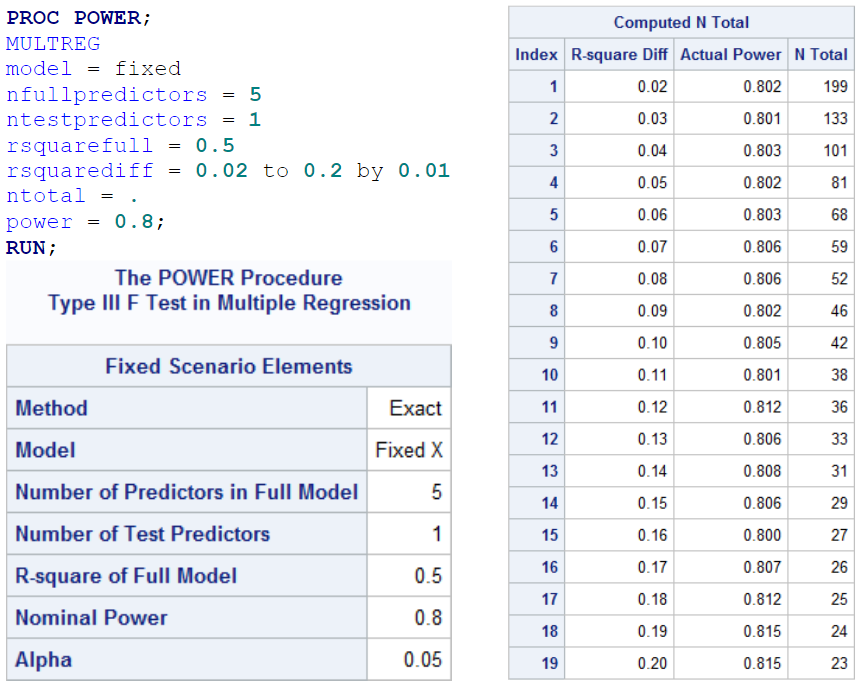 PROC POWER;
MULTREG
model = fixed
nfullpredictors = 5
ntestpredictors = 1
rsquarefull = 0.5
rsquarediff = 0.02 to 0.2 by 0.01
ntotal = .
power = 0.8;
RUN;
The POWER Procedure
Type III F Test in Multiple Regression
Fixed Scenario Elements
Method Exact
Model Fixed X
Number of Predictors in Full Model 5
Number of Test Predictors 1
R-square of Full Model 0.5
Nominal Power 0.8
Alpha 0.05
Computed N Total
Index R-square Diff Actual Power N Total
1 0.02 0.802 199
2 0.03 0.801 133
3 0.04 0.803 101
4 0.05 0.802 81
5 0.06 0.803 68
6 0.07 0.806 59
7 0.08 0.806 52
8 0.09 0.802 46
9 0.10 0.805 42
10 0.11 0.801 38
11 0.12 0.812 36
12 0.13 0.806 33
13 0.14 0.808 31
14 0.15 0.806 29
15 0.16 0.800 27
16 0.17 0.807 26
17 0.18 0.812 25
18 0.19 0.815 24
19 0.20 0.815 23